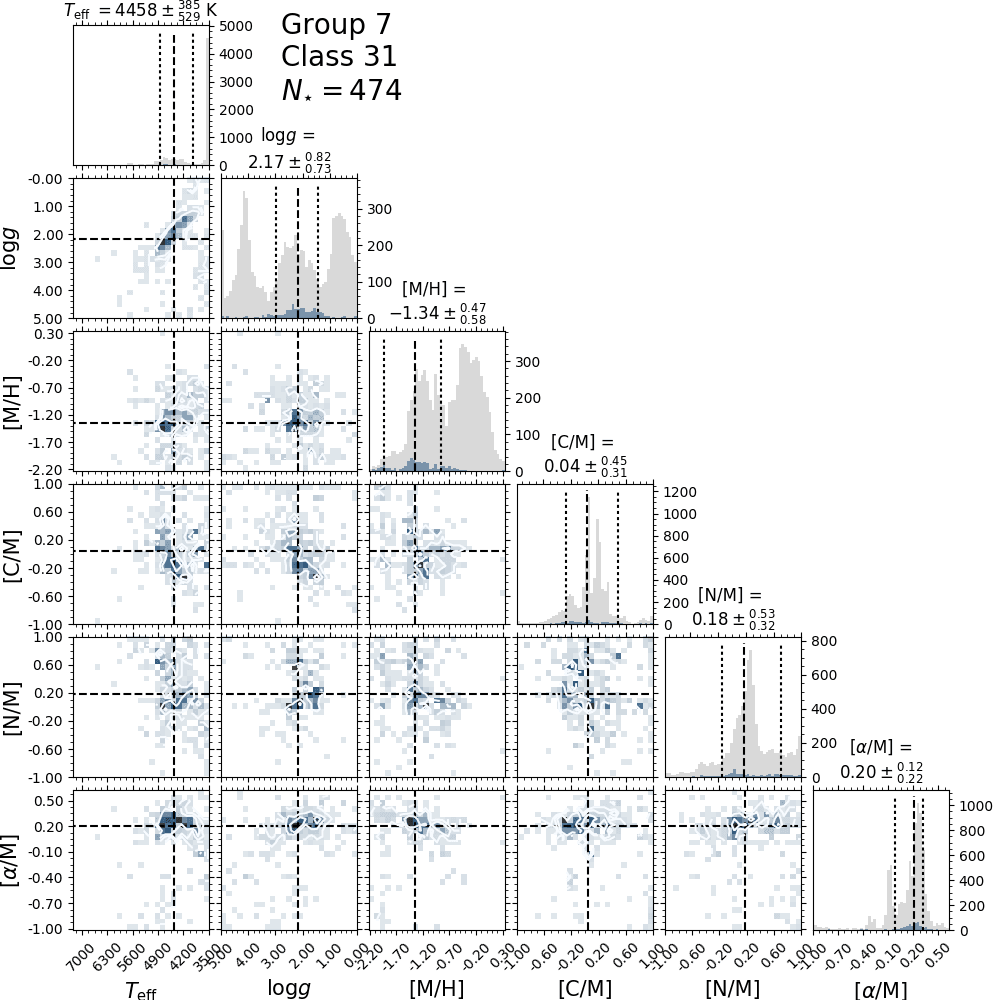 T_eff = 4458 ± 385 529 K
Group 7
Class 31
N⋆ = 474
5000
4000
3000
2000
1000
0
logg =
2.17 ± 0.82 0.73
-0.00
1.00
2.00
3.00
4.00
5.00
logg
300
200
100
0
[M/H] =
−1.34 ± 0.47 0.58
0.30
-0.20
-0.70
-1.20
-1.70
-2.20
[M/H]
300
200
100
0
[C/M] =
0.04 ± 0.45 0.31
1.00
0.60
0.20
-0.20
-0.60
-1.00
[C/M]
1200
1000
800
600
400
200
0
[N/M] =
0.18 ± 0.53 0.32
1.00
0.60
0.20
-0.20
-0.60
-1.00
[N/M]
800
600
400
200
0
[α/M] =
0.20 ± 0.12 0.22
0.50
0.20
-0.10
-0.40
-0.70
-1.00
[α/M]
1000
800
600
400
200
0
7000 6300 5600 4900 4200 3500
5.00 4.00 3.00 2.00 1.00 0.00
-2.20 -1.70 -1.20 -0.70 -0.20 0.30
-1.00 -0.60 -0.20 0.20 0.60 1.00
-1.00 -0.60 -0.20 0.20 0.60 1.00
-1.00 -0.70 -0.40 -0.10 0.20 0.50
T_eff logg [M/H] [C/M] [N/M] [α/M]